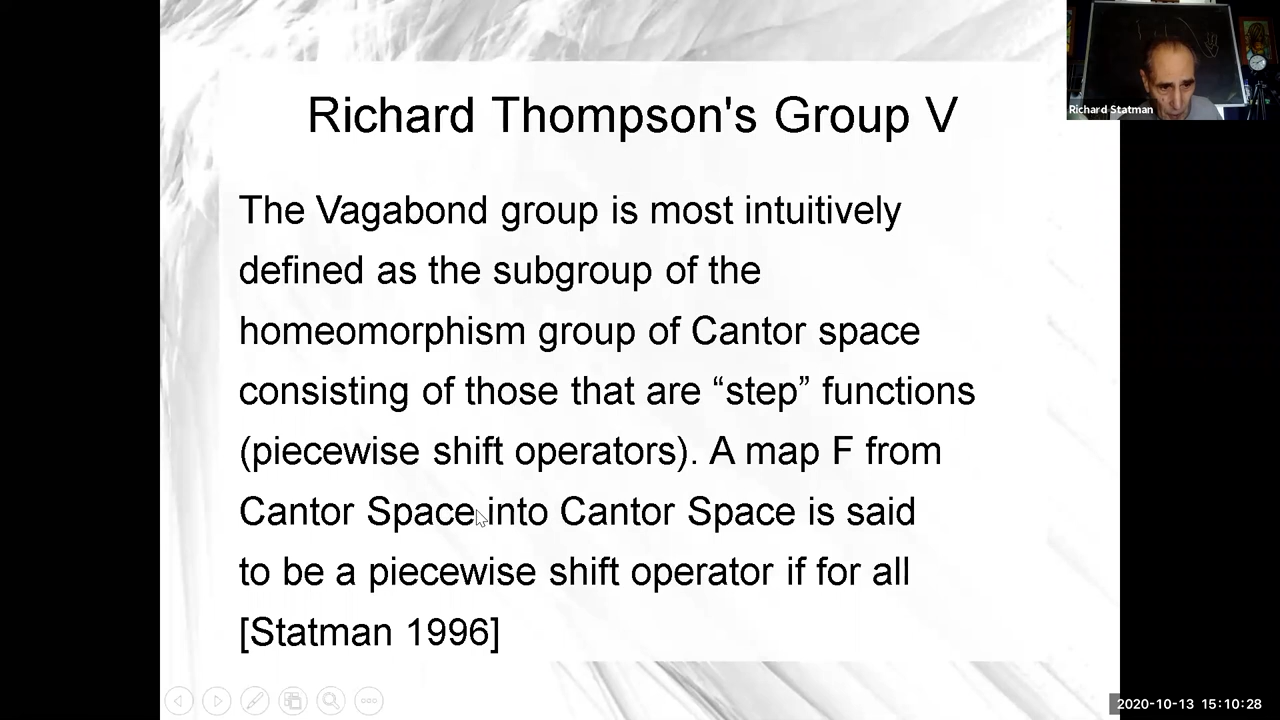 Richard Thompson's Group V
Richard Statman
The Vagabond group is most intuitively
defined as the subgroup of the
homeomorphism group of Cantor space
consisting of those that are “step” functions
(piecewise shift operators). A map F from
Cantor Space into Cantor Space is said
to be a piecewise shift operator if for all
[Statman 1996]
2020-10-13 15:10:28